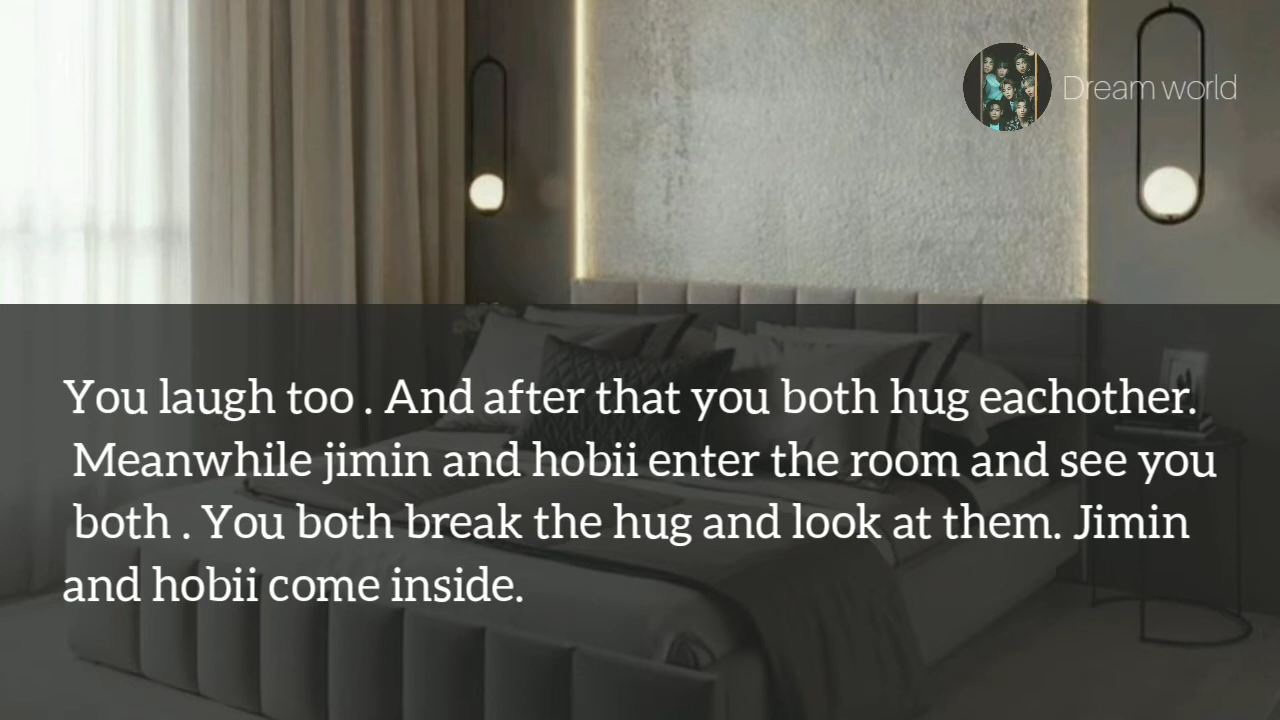 Dream world
You laugh too . And after that you both hug eachother.
Meanwhile jimin and hobii enter the room and see you
both . You both break the hug and look at them. Jimin
and hobii come inside.